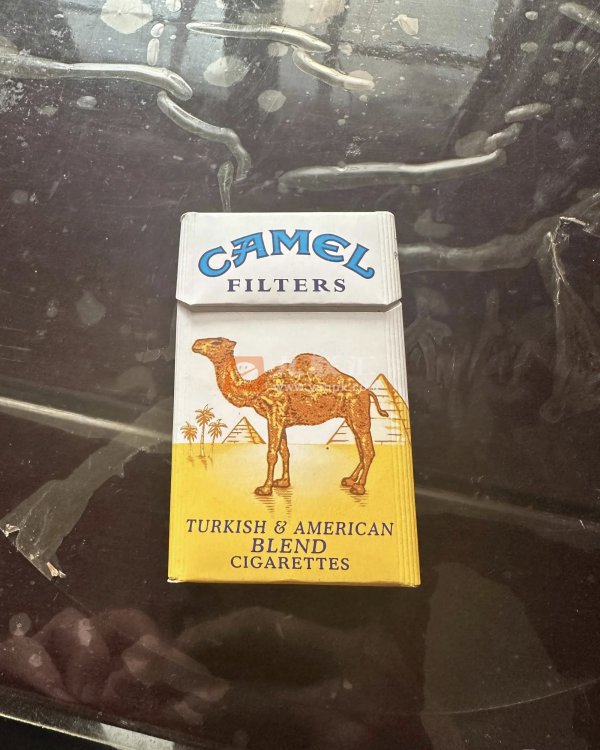 CAMEL
FILTERS
TURKISH & AMERICAN
BLEND
CIGARETTES